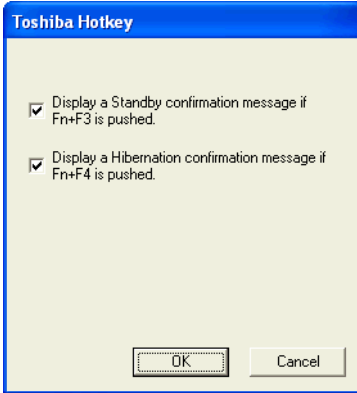 Toshiba Hotkey
Display a Standby confirmation message if
Fn+F3 is pushed.
Display a Hibernation confirmation message if
Fn+F4 is pushed.
OK
Cancel